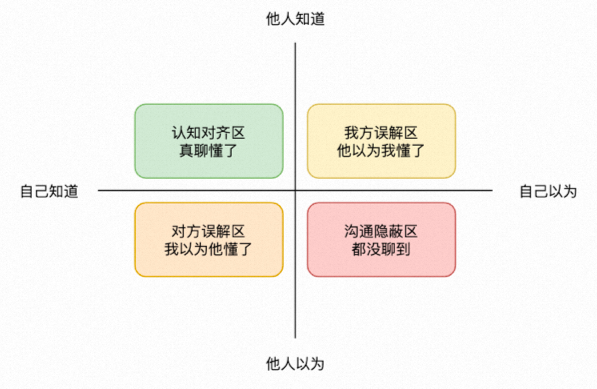 他人知道
认知对齐区
真聊懂了
我方误解区
他以为我懂了
自己知道
自己以为
对方误解区
我以为他懂了
沟通隐蔽区
都没聊到
他人以为